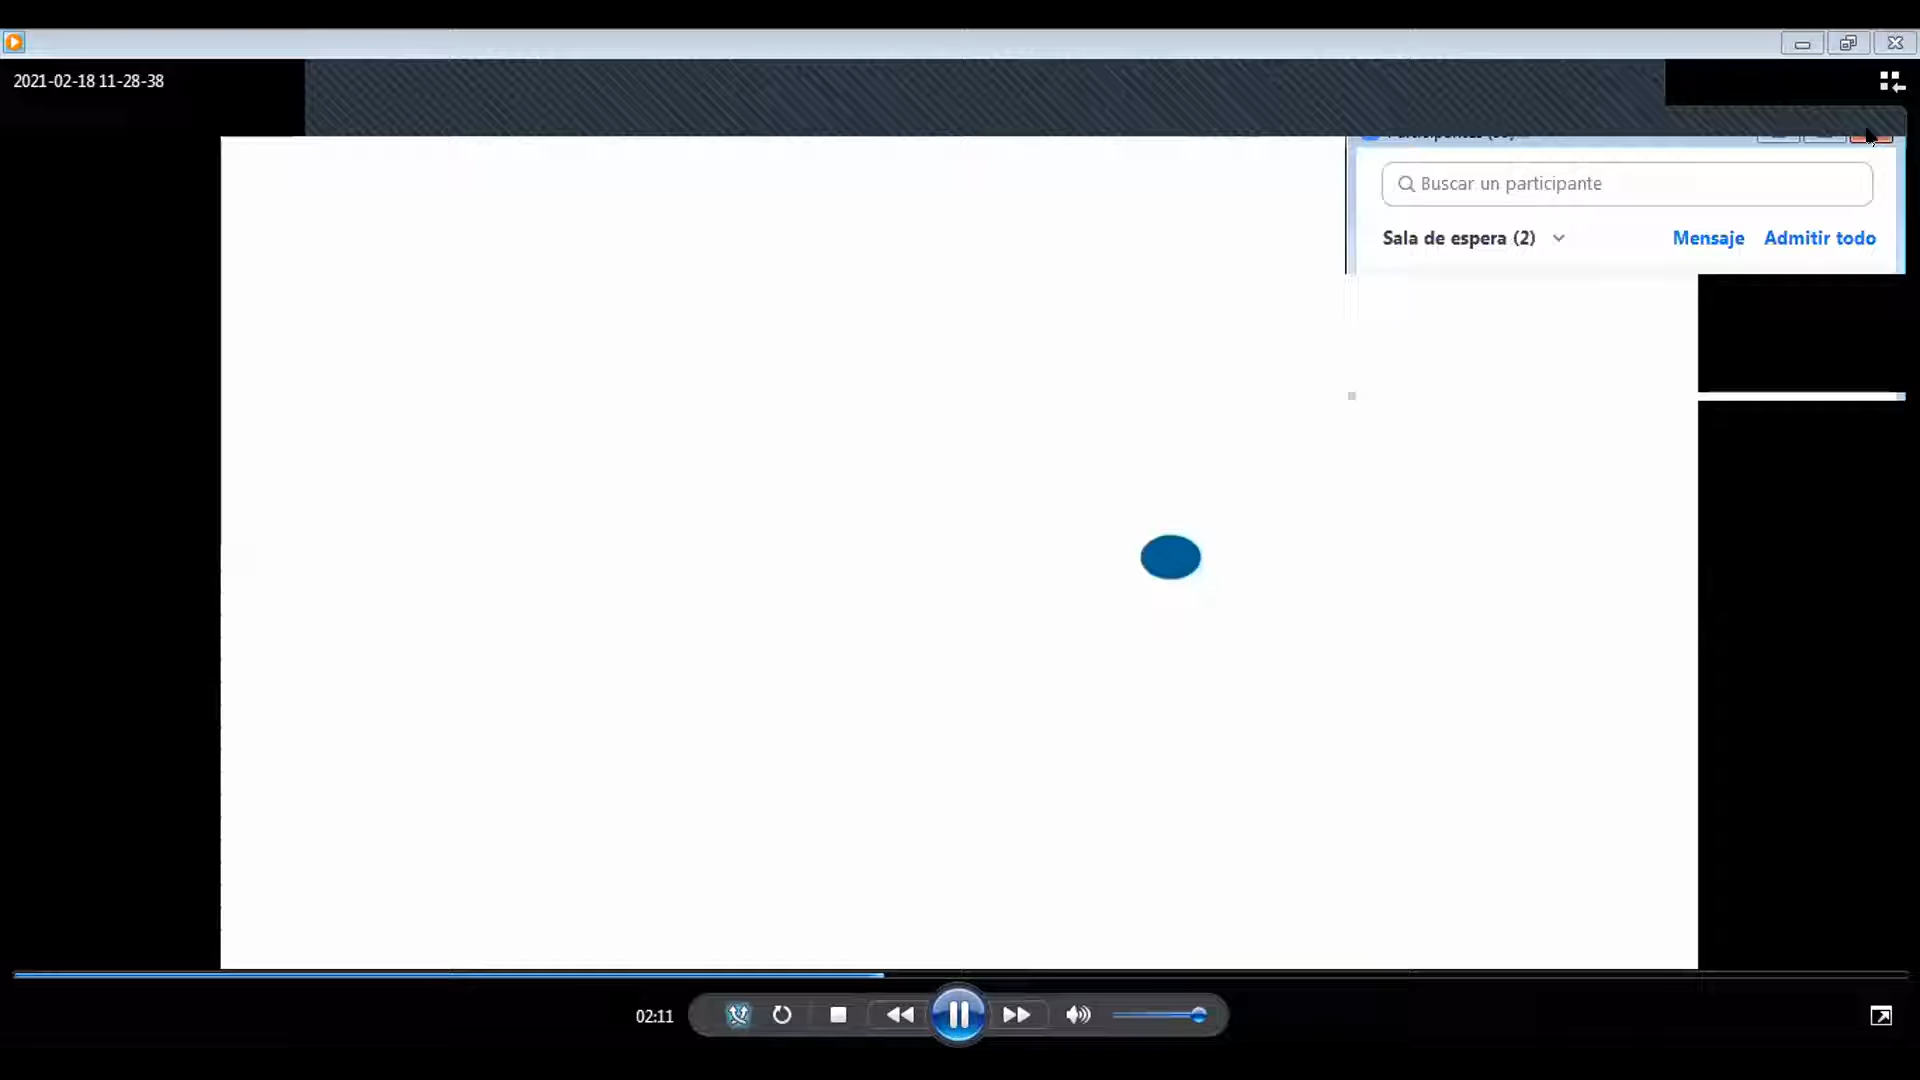 2021-02-18 11-28-38
Buscar un participante
Sala de espera (2)
Mensaje
Admitir todo
02:11